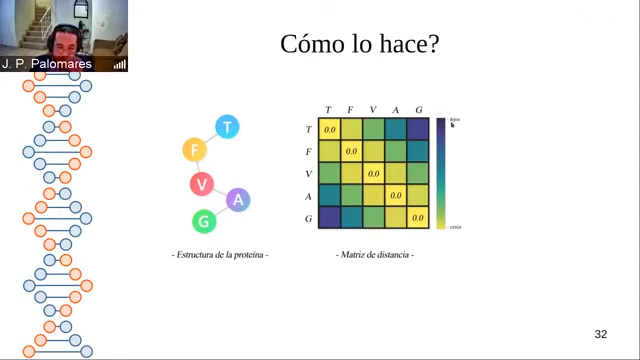 J. P. Palomares
Cómo lo hace?
T F V A G
T
F
V
A
G
T 0.0
F 0.0
V 0.0
A 0.0
G 0.0
- lejos
- cerca
- Estructura de la proteína -
- Matriz de distancia -
32